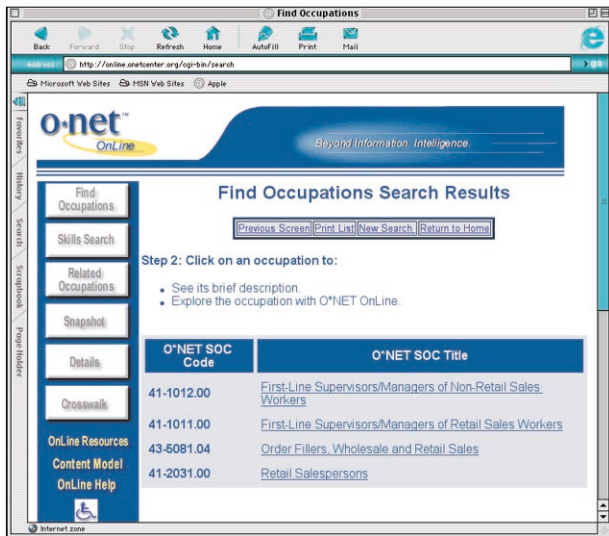 Find Occupations
Back Forward Stop Refresh Home AutoFill Print Mail
Address http://online.onetcenter.org/cgi-bin/search go
Microsoft Web Sites MSN Web Sites Apple
Favorites
History
Search
Scrapbook
Page Holder
o*net™
OnLine
Beyond Information. Intelligence.
Find
Occupations
Skills Search
Related
Occupations
Snapshot
Details
Crosswalk
OnLine Resources
Content Model
OnLine Help
Find Occupations Search Results
Previous Screen Print List New Search Return to Home
Step 2: Click on an occupation to:
• See its brief description.
• Explore the occupation with O*NET OnLine.
O*NET SOC
Code
O*NET SOC Title
41-1012.00 First-Line Supervisors/Managers of Non-Retail Sales
Workers
41-1011.00 First-Line Supervisors/Managers of Retail Sales Workers
43-5081.04 Order Fillers, Wholesale and Retail Sales
41-2031.00 Retail Salespersons
Internet zone